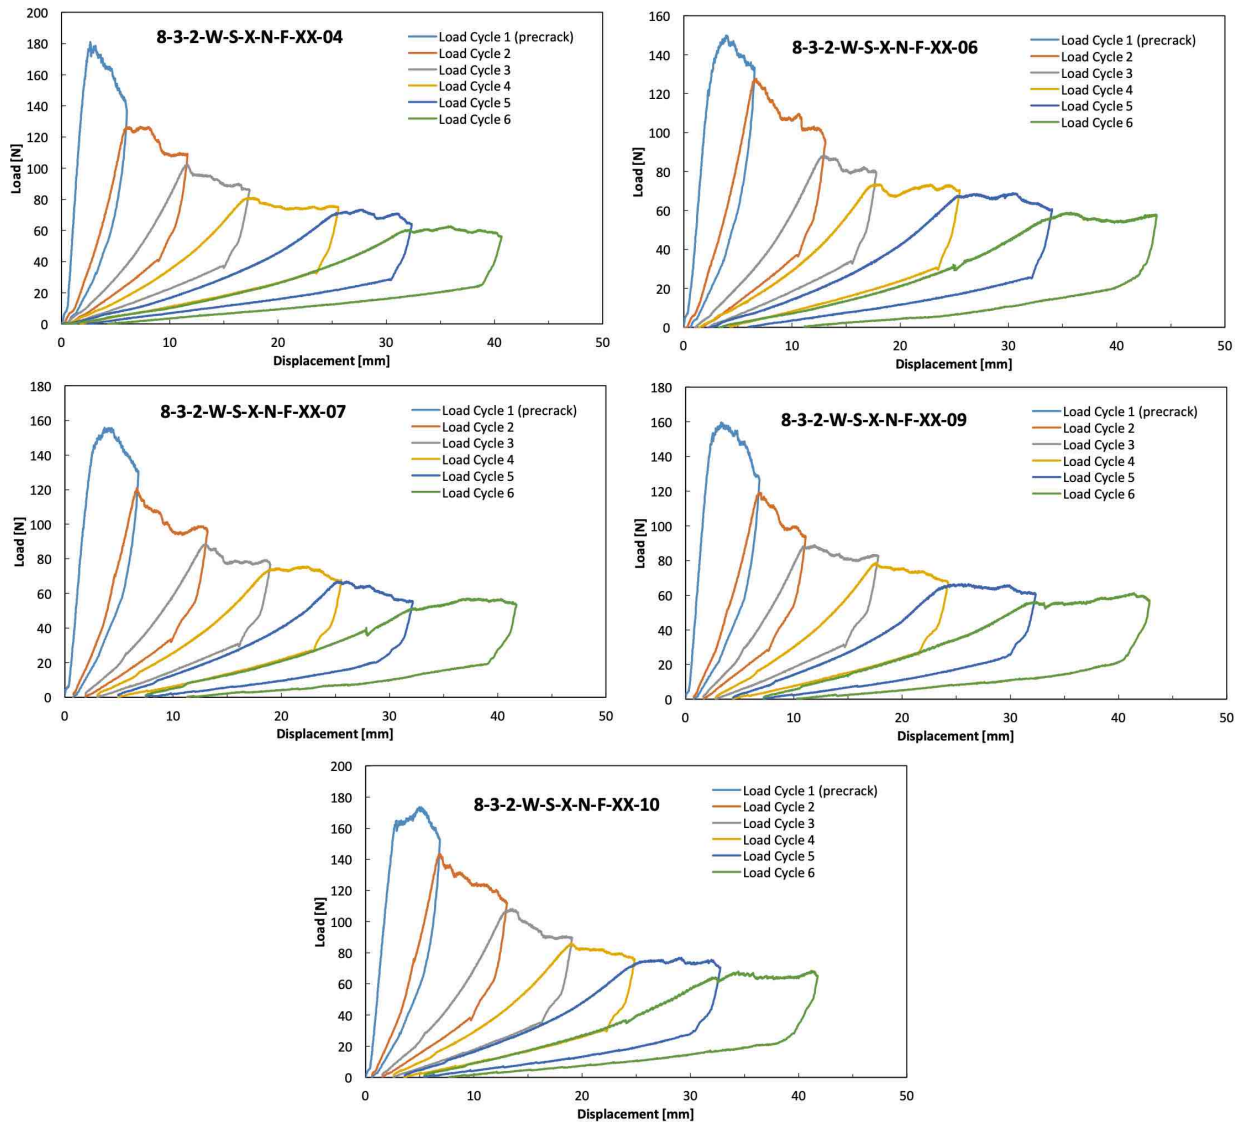 8-3-2-W-S-X-N-F-XX-04
Load Cycle 1 (precrack)
Load Cycle 2
Load Cycle 3
Load Cycle 4
Load Cycle 5
Load Cycle 6
Load [N]
200
180
160
140
120
100
80
60
40
20
0
0 10 20 30 40 50
Displacement [mm]
8-3-2-W-S-X-N-F-XX-06
Load Cycle 1 (precrack)
Load Cycle 2
Load Cycle 3
Load Cycle 4
Load Cycle 5
Load Cycle 6
Load [N]
160
140
120
100
80
60
40
20
0
0 10 20 30 40 50
Displacement [mm]
8-3-2-W-S-X-N-F-XX-07
Load Cycle 1 (precrack)
Load Cycle 2
Load Cycle 3
Load Cycle 4
Load Cycle 5
Load Cycle 6
Load [N]
180
160
140
120
100
80
60
40
20
0
0 10 20 30 40 50
Displacement [mm]
8-3-2-W-S-X-N-F-XX-09
Load Cycle 1 (precrack)
Load Cycle 2
Load Cycle 3
Load Cycle 4
Load Cycle 5
Load Cycle 6
Load [N]
180
160
140
120
100
80
60
40
20
0
0 10 20 30 40 50
Displacement [mm]
8-3-2-W-S-X-N-F-XX-10
Load Cycle 1 (precrack)
Load Cycle 2
Load Cycle 3
Load Cycle 4
Load Cycle 5
Load Cycle 6
Load [N]
200
180
160
140
120
100
80
60
40
20
0
0 10 20 30 40 50
Displacement [mm]